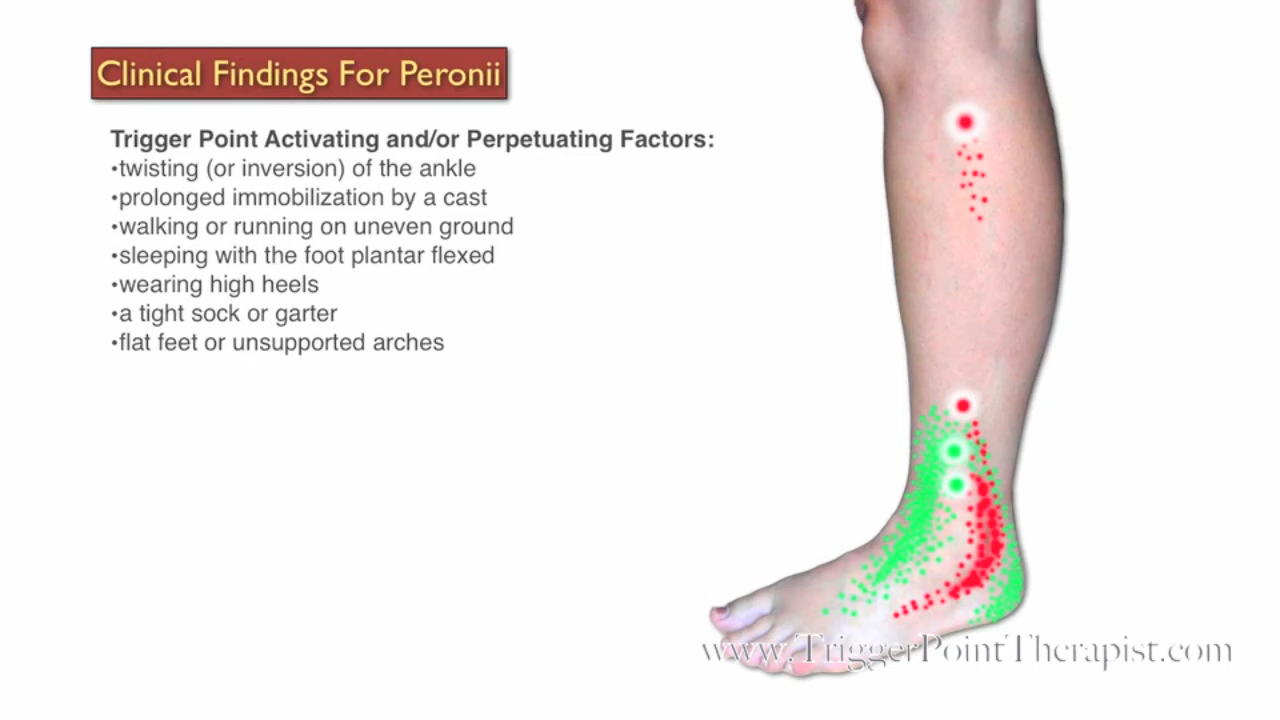 Clinical Findings For Peronii
Trigger Point Activating and/or Perpetuating Factors:
•twisting (or inversion) of the ankle
•prolonged immobilization by a cast
•walking or running on uneven ground
•sleeping with the foot plantar flexed
•wearing high heels
•a tight sock or garter
•flat feet or unsupported arches
www.TriggerPointTherapist.com